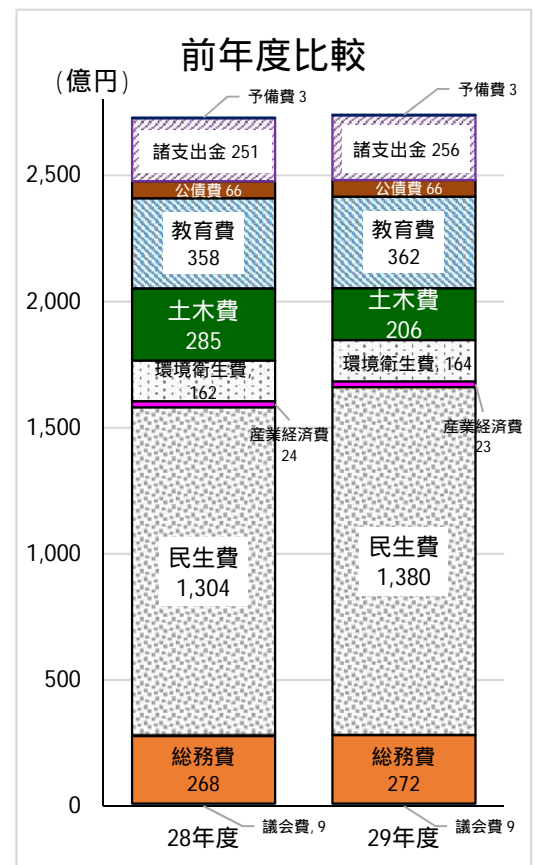 前年度比較
(億円)
予備費 3
予備費 3
諸支出金 251
諸支出金 256
2,500
公債費 66
公債費 66
教育費
358
教育費
362
2,000
土木費
285
土木費
206
環境衛生費,
162
環境衛生費, 164
1,500
産業経済費
24
産業経済費
23
1,000
民生費
1,304
民生費
1,380
500
総務費
268
総務費
272
0
議会費, 9
議会費 9
28年度
29年度